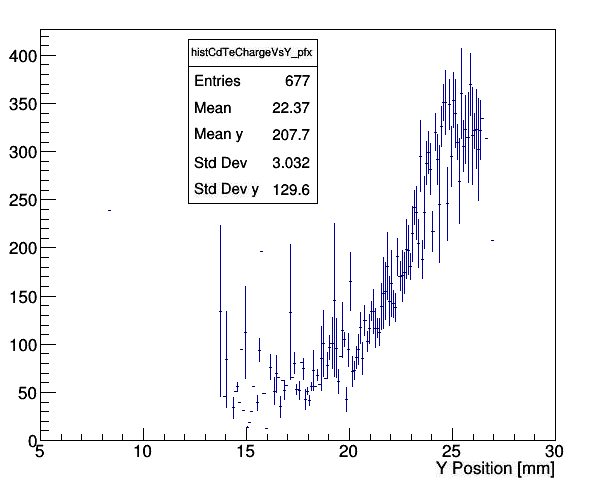 histCdTeChargeVsY_pfx
Entries 677
Mean 22.37
Mean y 207.7
Std Dev 3.032
Std Dev y 129.6
400
350
300
250
200
150
100
50
0
5 10 15 20 25 30
Y Position [mm]